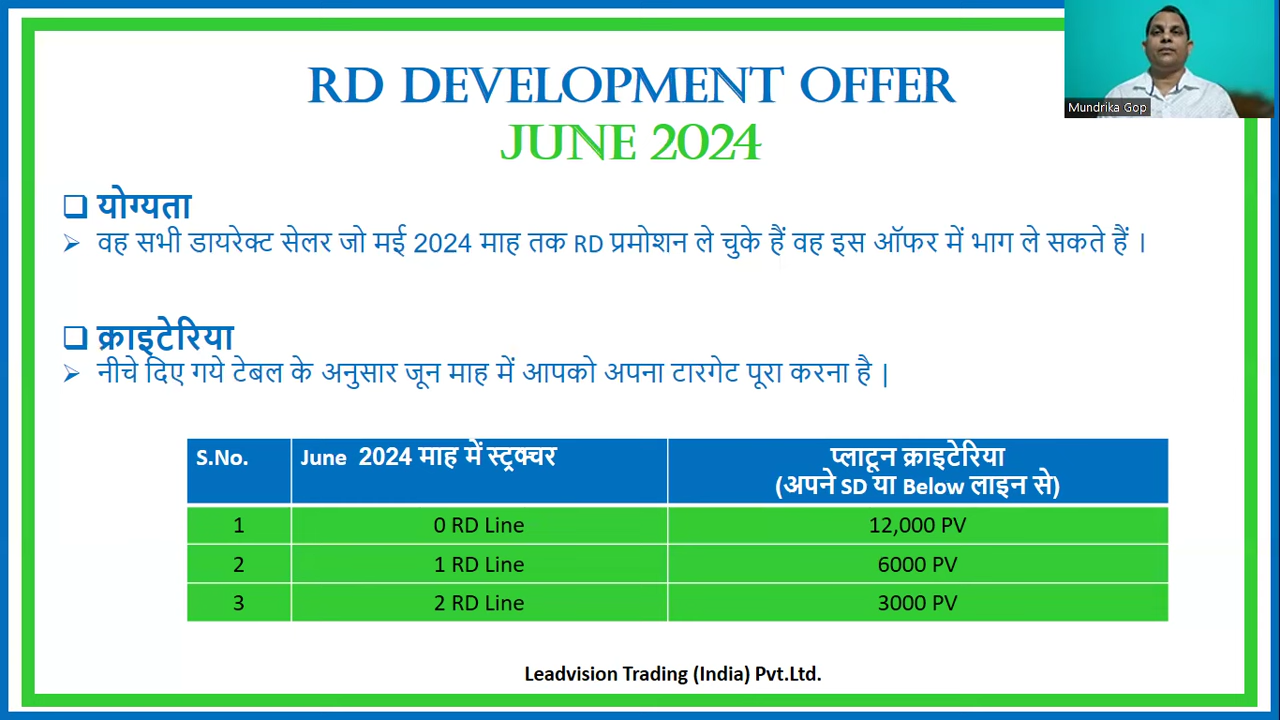 RD DEVELOPMENT OFFER
JUNE 2024
Mundrika Gop
योग्यता
वह सभी डायरेक्ट सेलर जो मई 2024 माह तक RD प्रमोशन ले चुके हैं वह इस ऑफर में भाग ले सकते हैं ।
क्राइटेरिया
नीचे दिए गये टेबल के अनुसार जून माह में आपको अपना टारगेट पूरा करना है |
S.No. June 2024 माह में स्ट्रक्चर प्लाटून क्राइटेरिया
(अपने SD या Below लाइन से)
1 0 RD Line 12,000 PV
2 1 RD Line 6000 PV
3 2 RD Line 3000 PV
Leadvision Trading (India) Pvt.Ltd.